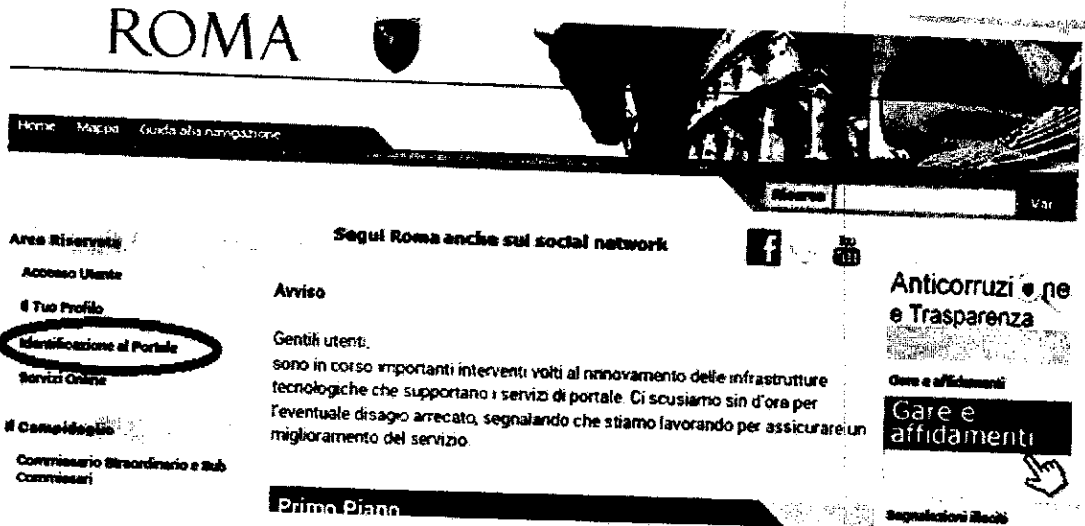 ROMA
Home Mappa Guida alla navigazione
Ricerca
Vai
Area Riservata
Accesso Utente
Il Tuo Profilo
Identificazione al Portale
Servizi Online
Il Campidoglio
Commissario Straordinario e Sub
Commissari
Segui Roma anche sui social network
f
You
Avviso
Gentili utenti,
sono in corso importanti interventi volti al rinnovamento delle infrastrutture
tecnologiche che supportano i servizi di portale. Ci scusiamo sin d'ora per
l'eventuale disagio arrecato, segnalando che stiamo lavorando per assicurare un
miglioramento del servizio.
Primo Piano
Anticorruzione
e Trasparenza
Gare e affidamenti
Gare e
affidamenti
Segnalazioni illeciti